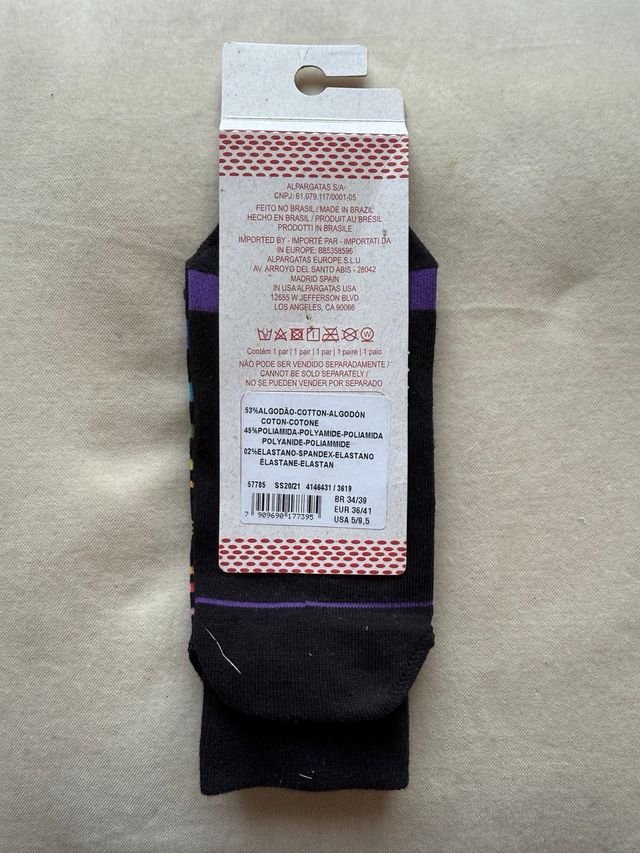 ALPARGATAS S/A
CNPJ: 61.079.117/0001-05
FEITO NO BRASIL / MADE IN BRAZIL
HECHO EN BRASIL / PRODUIT AU BRÉSIL
PRODOTTI IN BRASILE
IMPORTED BY - IMPORTÉ PAR - IMPORTATI DA
IN EUROPE: B85358596
ALPARGATAS EUROPE S.L.U.
AV. ARROYO DEL SANTO ABIS - 28042
MADRID SPAIN
IN USA ALPARGATAS USA
12655 W JEFFERSON BLVD
LOS ANGELES, CA 90066
Contém 1 par | 1 pair | 1 par | 1 paire | 1 paio
NÃO PODE SER VENDIDO SEPARADAMENTE /
CANNOT BE SOLD SEPARATELY /
NO SE PUEDEN VENDER POR SEPARADO
53%ALGODÃO-COTTON-ALGODÓN
COTON-COTONE
45%POLIAMIDA-POLYAMIDE-POLIAMIDA
POLYANIDE-POLIAMMIDE
02%ELASTANO-SPANDEX-ELASTANO
ÉLASTANE-ELASTAN
57785 SS20/21 4146431 / 3619
BR 34/39
EUR 36/41
USA 5/9,5
7 909690 177395